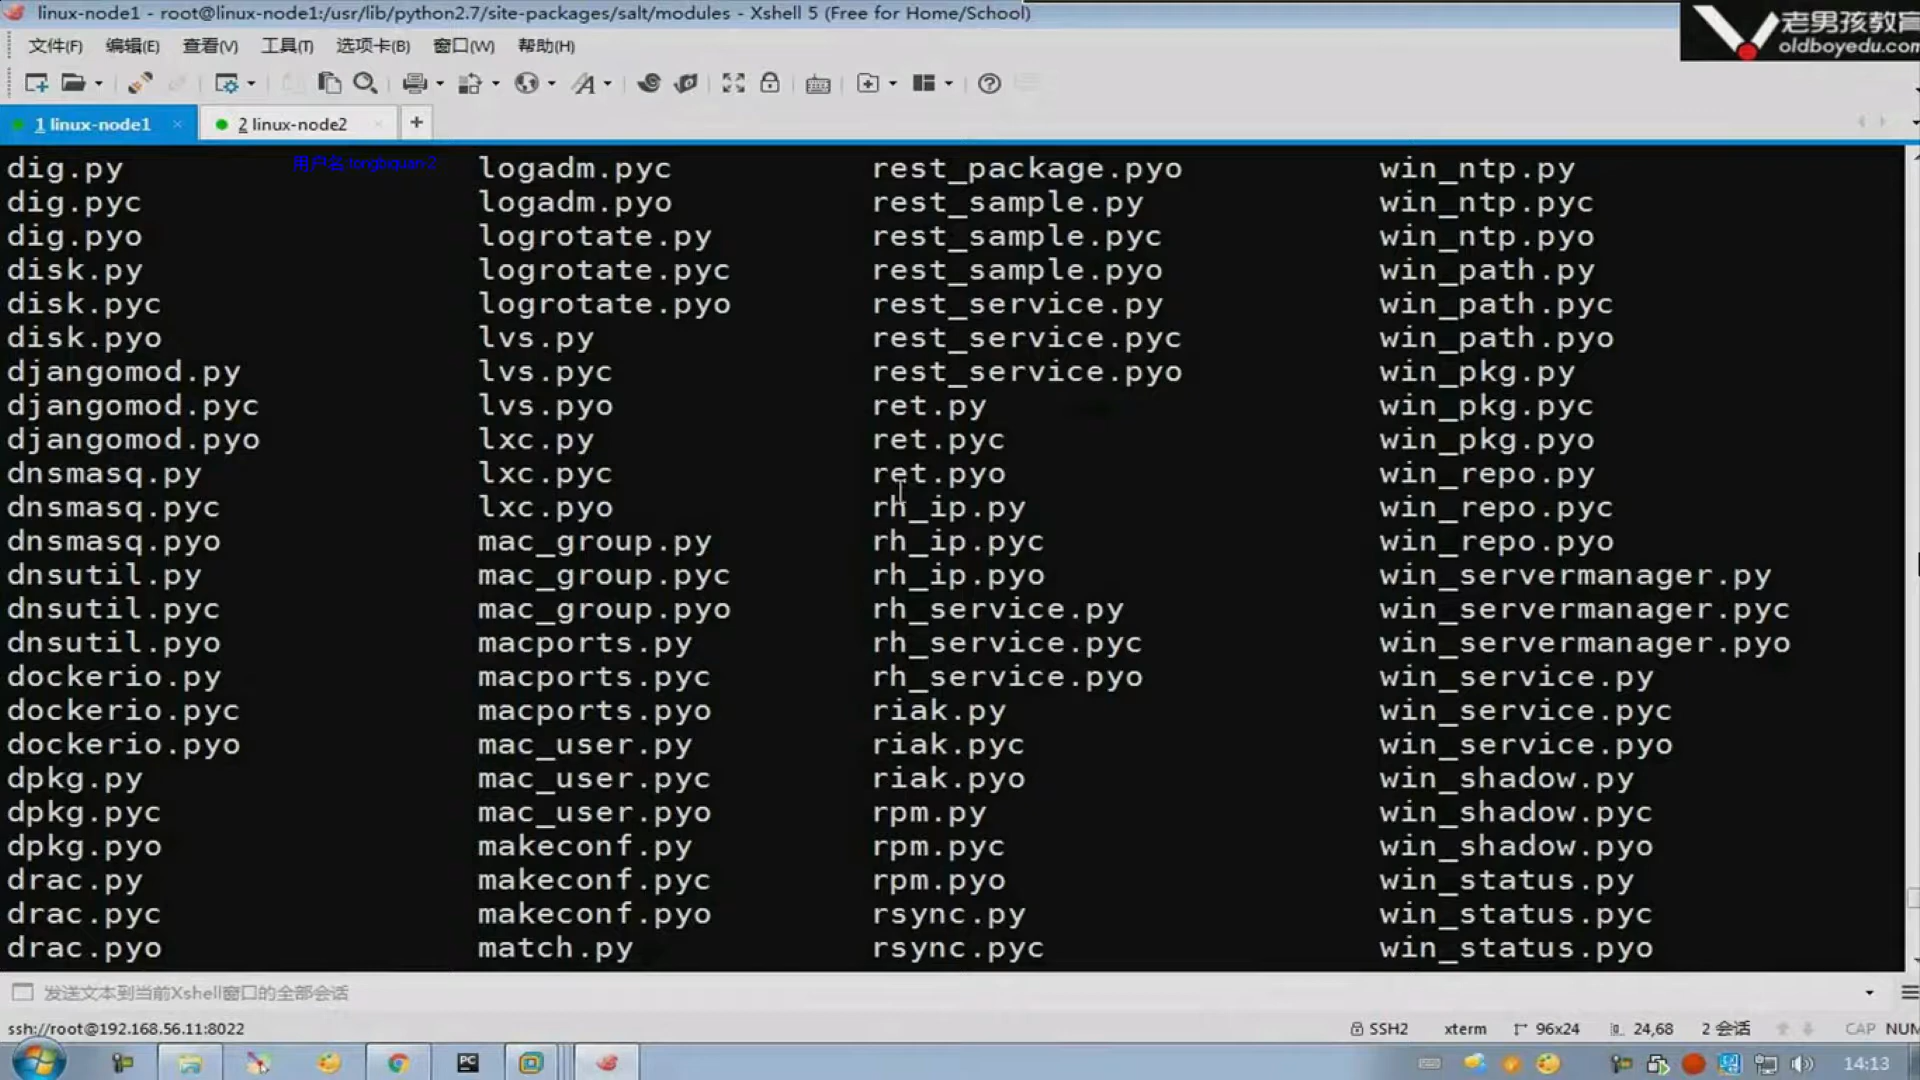 linux-node1 - root@linux-node1:/usr/lib/python2.7/site-packages/salt/modules - Xshell 5 (Free for Home/School)
老男孩教育
oldboyedu.com
文件(F) 编辑(E) 查看(V) 工具(T) 选项卡(B) 窗口(W) 帮助(H)
1 linux-node1 × 2 linux-node2 × +
用户名:longbiquan-2
dig.py logadm.pyc rest_package.pyo win_ntp.py
dig.pyc logadm.pyo rest_sample.py win_ntp.pyc
dig.pyo logrotate.py rest_sample.pyc win_ntp.pyo
disk.py logrotate.pyc rest_sample.pyo win_path.py
disk.pyc logrotate.pyo rest_service.py win_path.pyc
disk.pyo lvs.py rest_service.pyc win_path.pyo
djangomod.py lvs.pyc rest_service.pyo win_pkg.py
djangomod.pyc lvs.pyo ret.py win_pkg.pyc
djangomod.pyo lxc.py ret.pyc win_pkg.pyo
dnsmasq.py lxc.pyc ret.pyo win_repo.py
dnsmasq.pyc lxc.pyo rh_ip.py win_repo.pyc
dnsmasq.pyo mac_group.py rh_ip.pyc win_repo.pyo
dnsutil.py mac_group.pyc rh_ip.pyo win_servermanager.py
dnsutil.pyc mac_group.pyo rh_service.py win_servermanager.pyc
dnsutil.pyo macports.py rh_service.pyc win_servermanager.pyo
dockerio.py macports.pyc rh_service.pyo win_service.py
dockerio.pyc macports.pyo riak.py win_service.pyc
dockerio.pyo mac_user.py riak.pyc win_service.pyo
dpkg.py mac_user.pyc riak.pyo win_shadow.py
dpkg.pyc mac_user.pyo rpm.py win_shadow.pyc
dpkg.pyo makeconf.py rpm.pyc win_shadow.pyo
drac.py makeconf.pyc rpm.pyo win_status.py
drac.pyc makeconf.pyo rsync.py win_status.pyc
drac.pyo match.py rsync.pyc win_status.pyo
发送文本到当前Xshell窗口的全部会话
ssh://root@192.168.56.11:8022 SSH2 xterm 96x24 24,68 2 会话 CAP NUM
PC 14:13